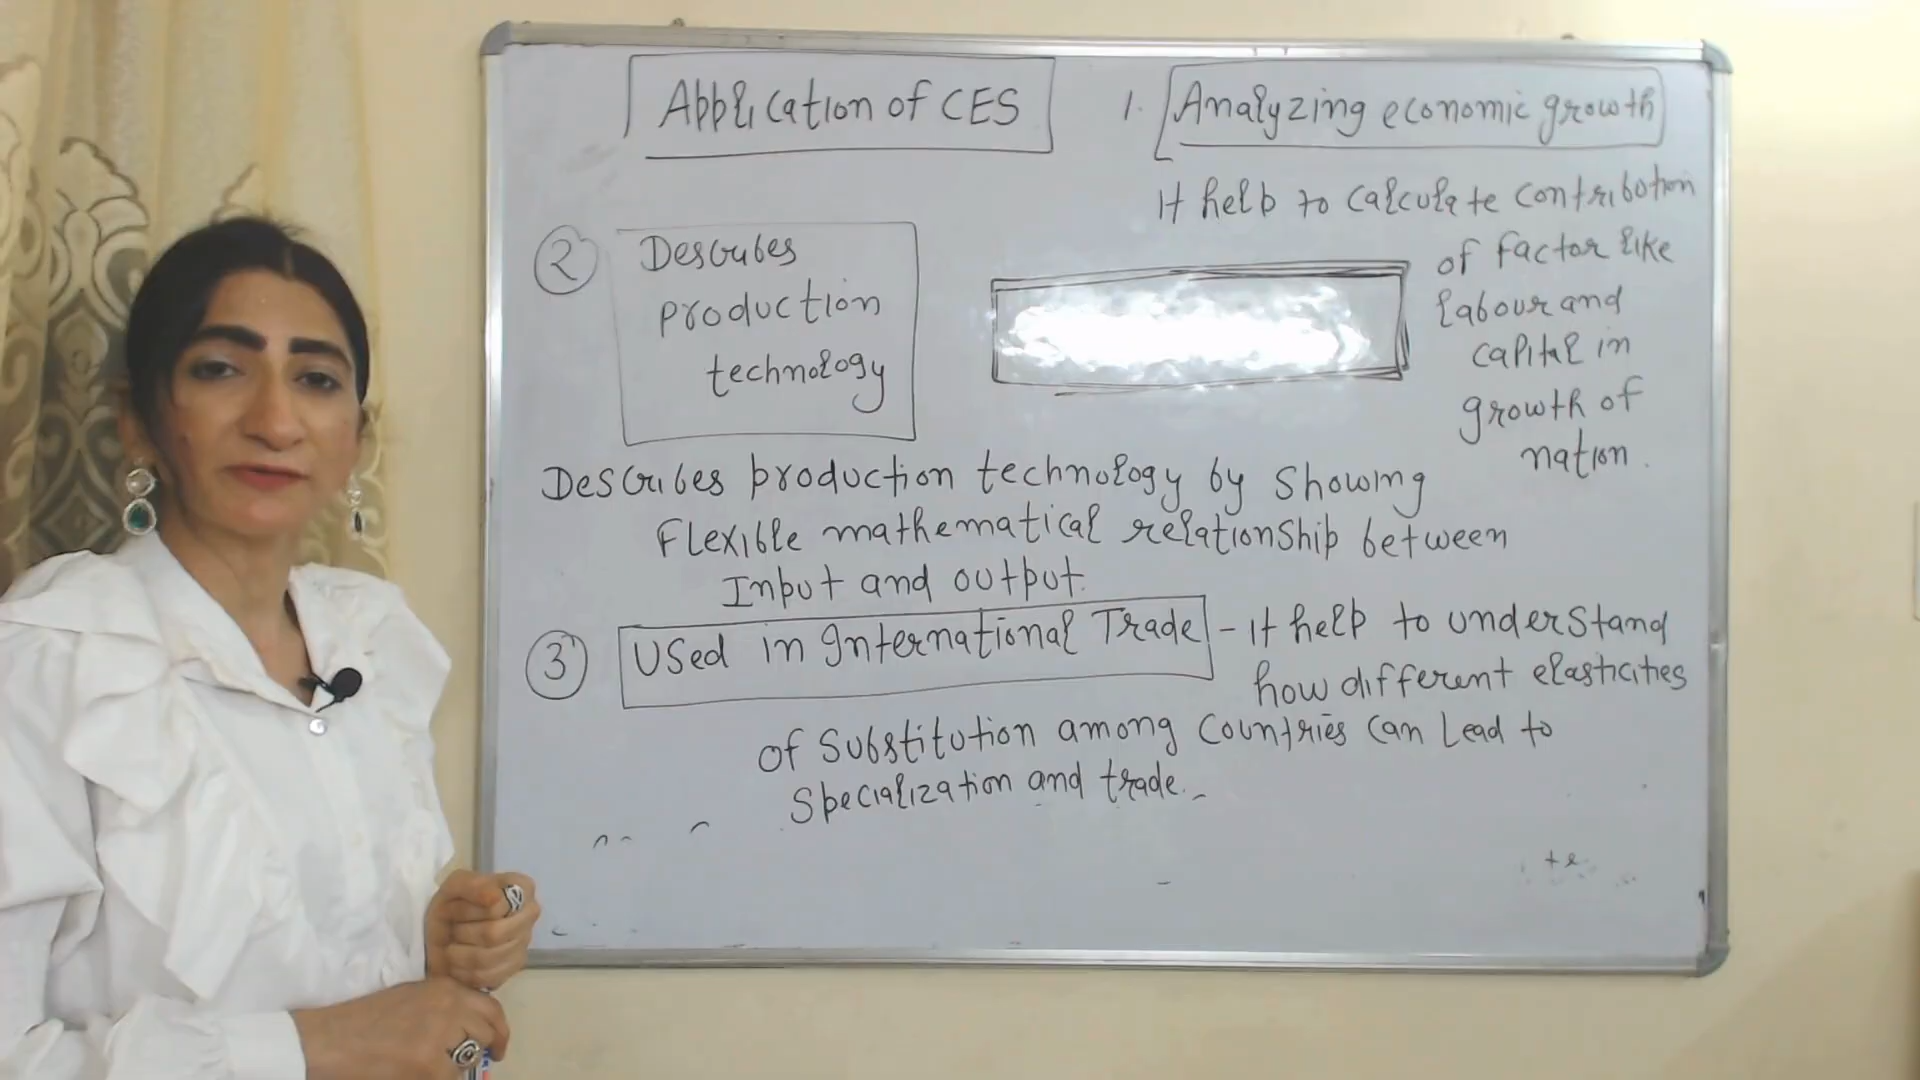 Application of CES
1. Analyzing economic growth
It help to calculate contribution
of factor like
labour and
capital in
growth of
nation.
2 Describes
production
technology
Describes production technology by showing
Flexible mathematical relationship between
Input and output.
3 Used in International Trade - It help to understand
how different elasticities
of substitution among countries can lead to
specialization and trade.